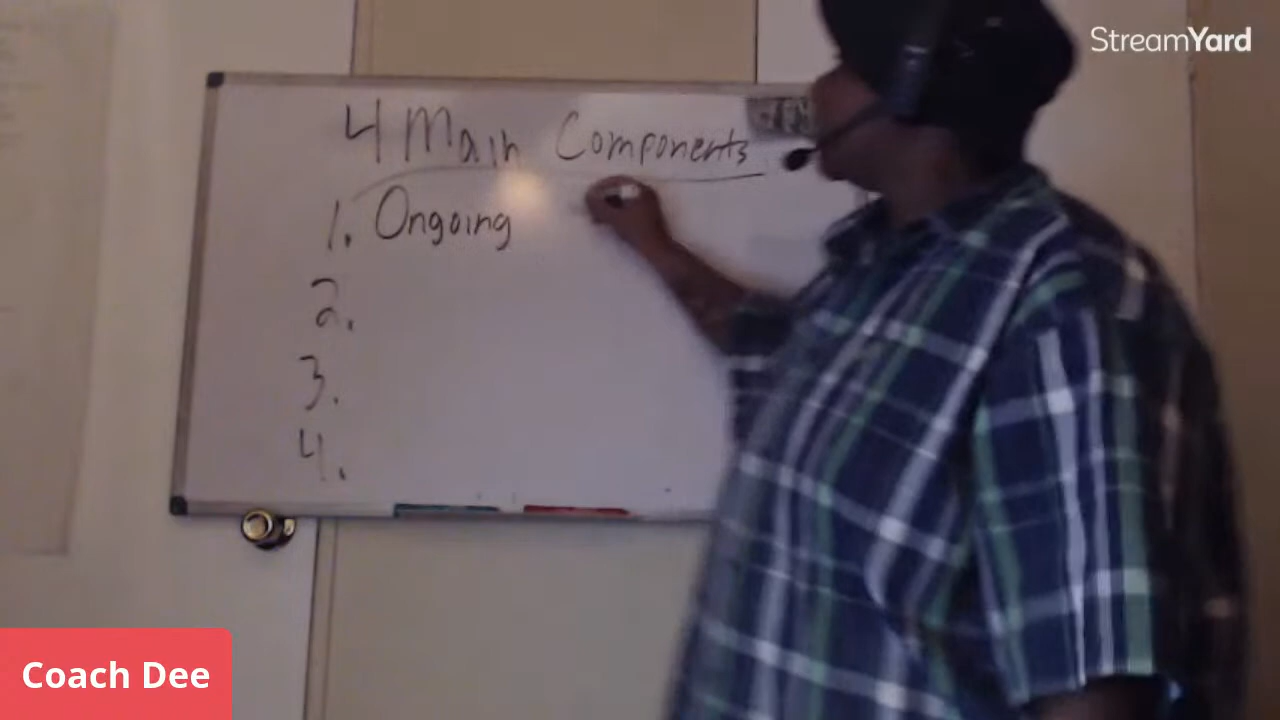 StreamYard
4 Main Components
1. Ongoing
2.
3.
4.
Coach Dee